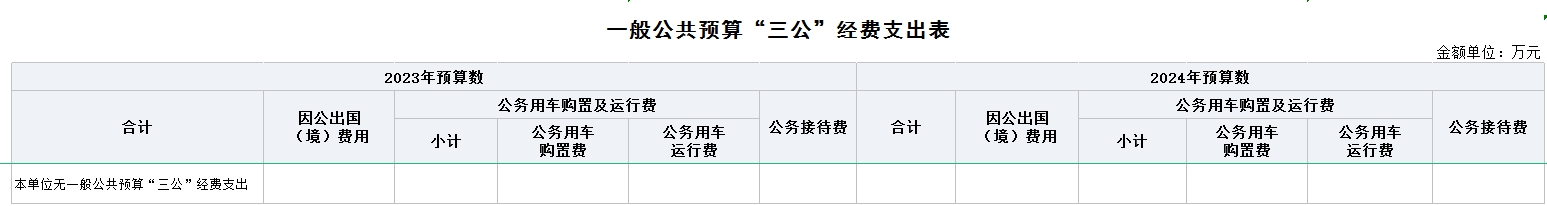 一般公共预算“三公”经费支出表
金额单位：万元
2023年预算数
2024年预算数
合计
因公出国
（境）费用
公务用车购置及运行费
小计
公务用车
购置费
公务用车
运行费
公务接待费
合计
因公出国
（境）费用
公务用车购置及运行费
小计
公务用车
购置费
公务用车
运行费
公务接待费
本单位无一般公共预算“三公”经费支出